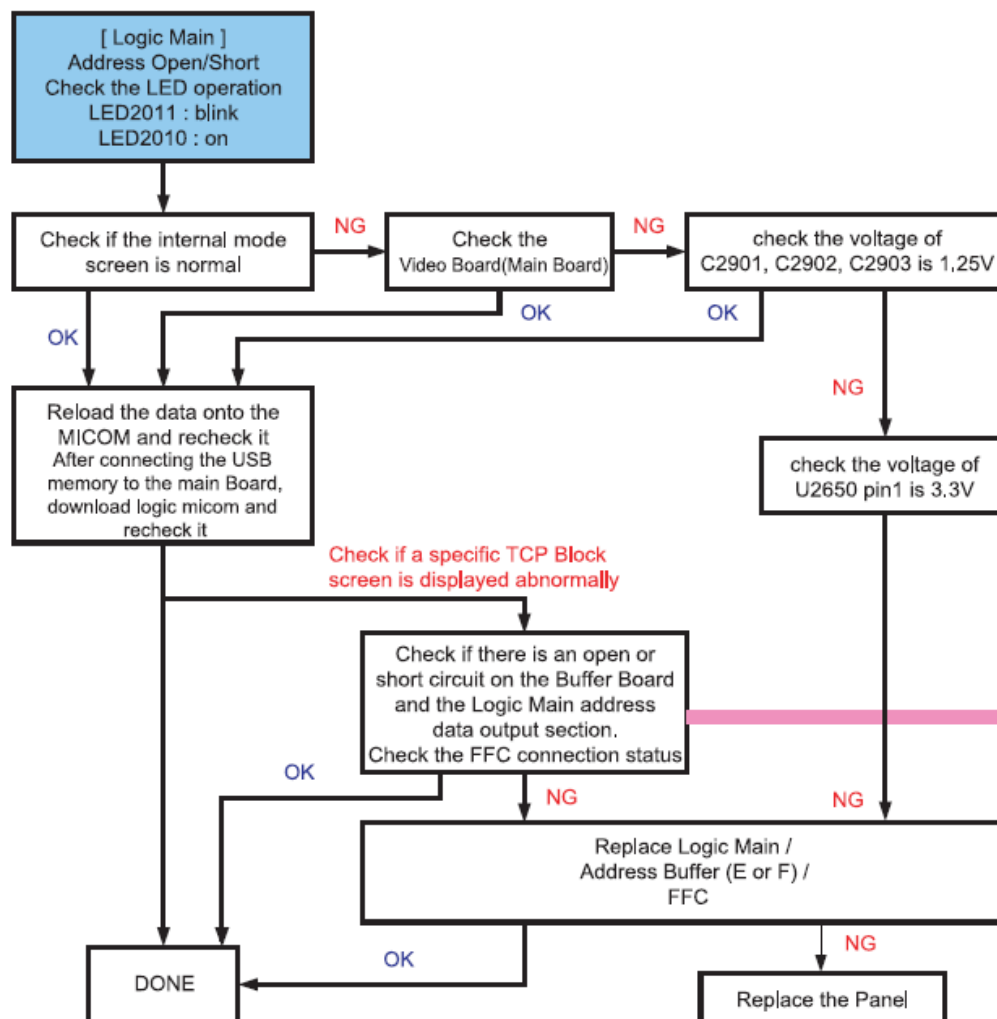 [ Logic Main ]
Address Open/Short
Check the LED operation
LED2011 : blink
LED2010 : on
Check if the internal mode
screen is normal
NG
Check the
Video Board(Main Board)
NG
check the voltage of
C2901, C2902, C2903 is 1.25V
OK
OK
OK
NG
Reload the data onto the
MICOM and recheck it
After connecting the USB
memory to the main Board,
download logic micom and
recheck it
check the voltage of
U2650 pin1 is 3.3V
Check if a specific TCP Block
screen is displayed abnormally
Check if there is an open or
short circuit on the Buffer Board
and the Logic Main address
data output section.
Check the FFC connection status
OK
NG
NG
Replace Logic Main /
Address Buffer (E or F) /
FFC
OK
NG
DONE
Replace the Panel